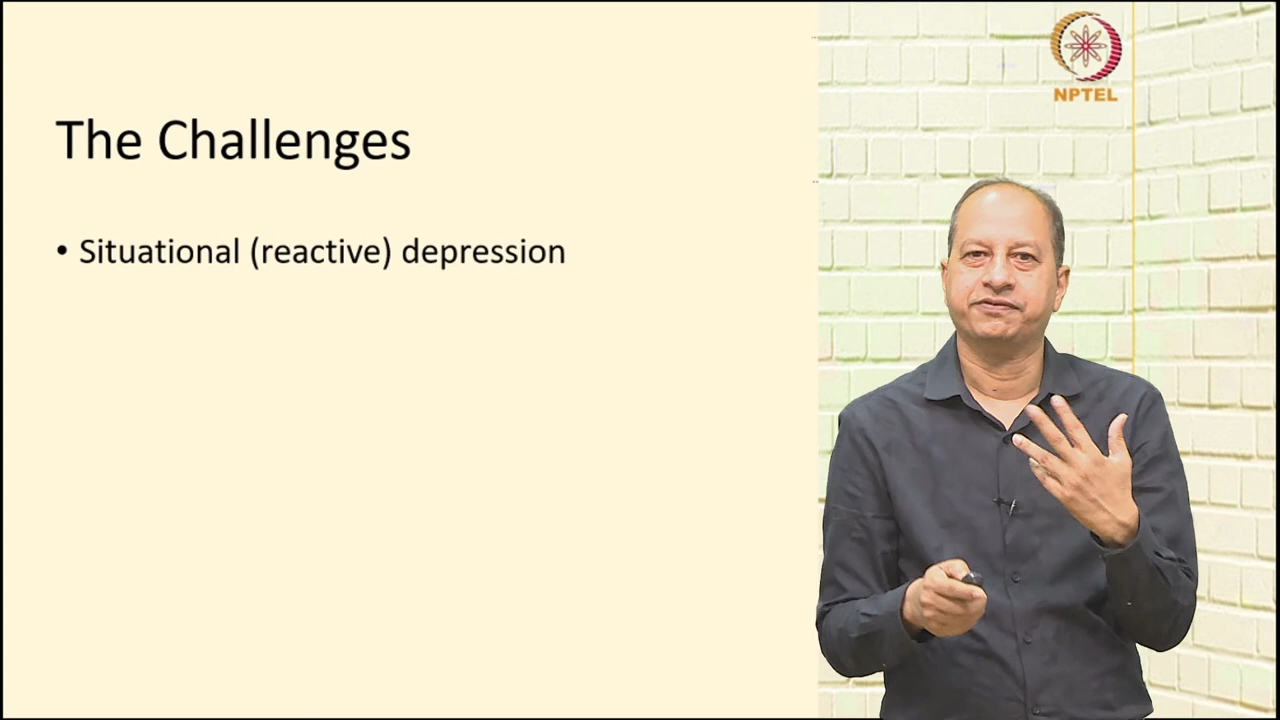 The Challenges
• Situational (reactive) depression
NPTEL